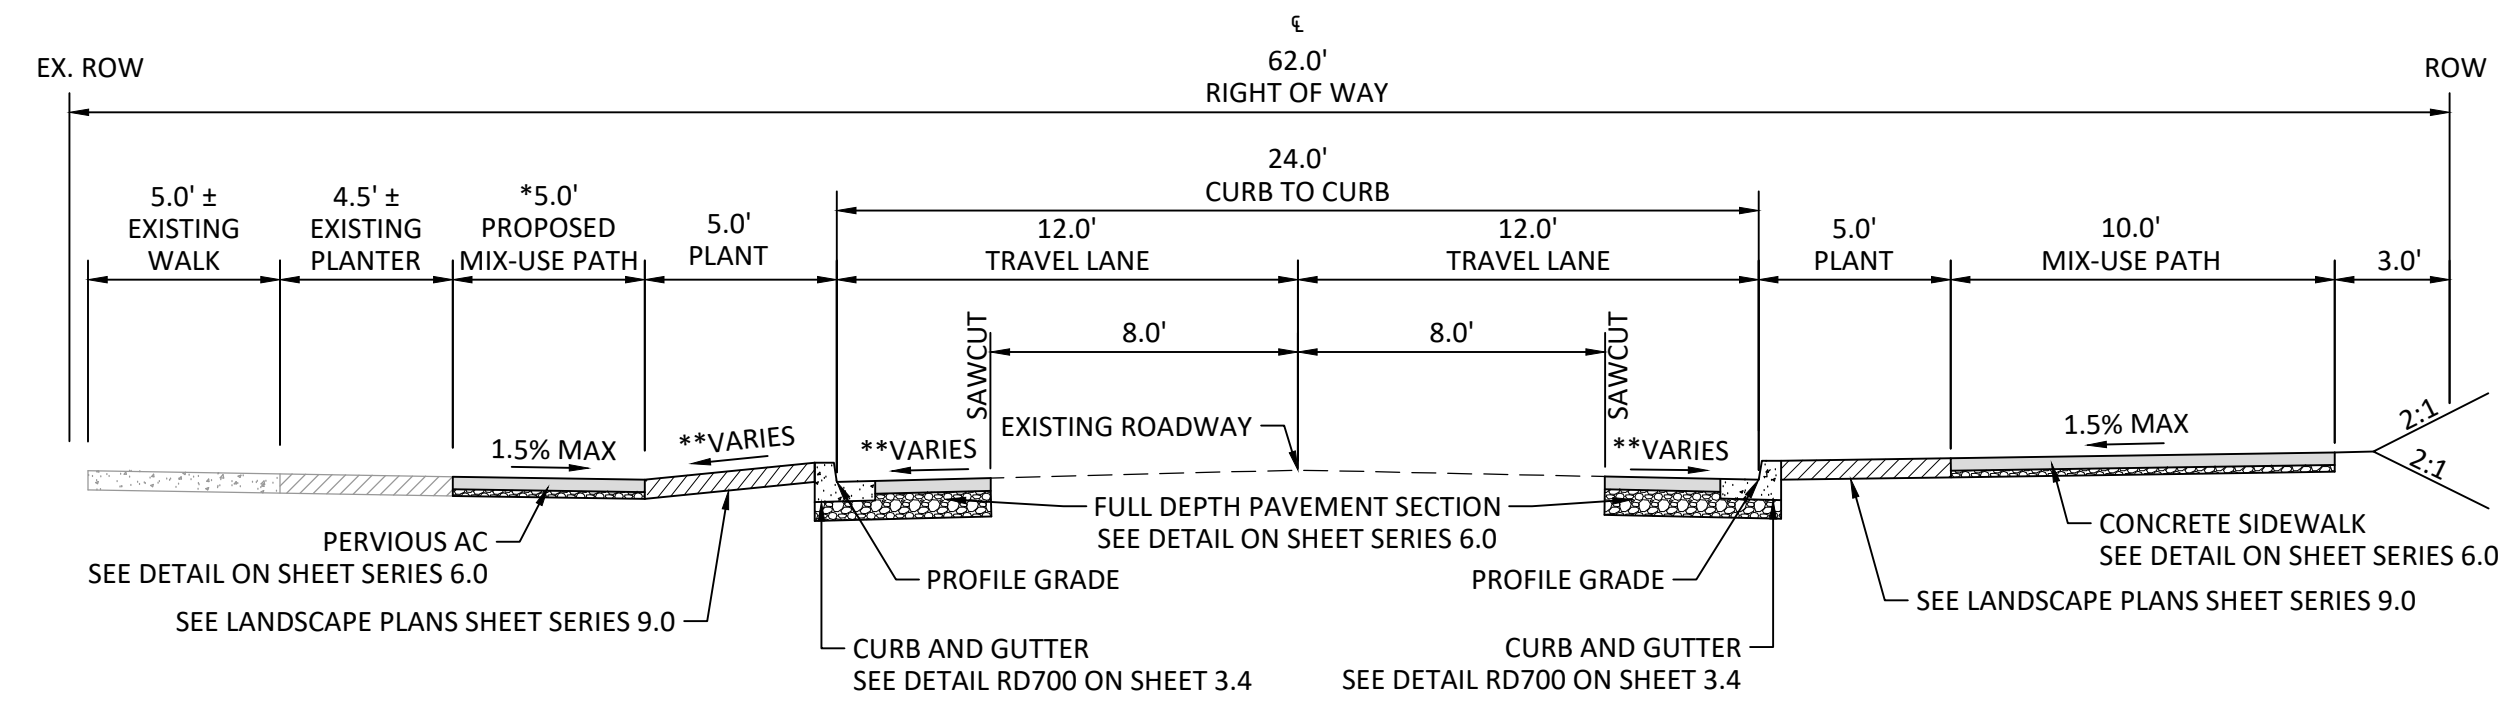 ℄
62.0'
RIGHT OF WAY
EX. ROW
ROW
24.0'
CURB TO CURB
5.0' ±
EXISTING
WALK
4.5' ±
EXISTING
PLANTER
*5.0'
PROPOSED
MIX-USE PATH
5.0'
PLANT
12.0'
TRAVEL LANE
12.0'
TRAVEL LANE
5.0'
PLANT
10.0'
MIX-USE PATH
3.0'
SAWCUT
8.0'
8.0'
SAWCUT
1.5% MAX
**VARIES
**VARIES
EXISTING ROADWAY
**VARIES
1.5% MAX
2:1
2:1
PERVIOUS AC
SEE DETAIL ON SHEET SERIES 6.0
SEE LANDSCAPE PLANS SHEET SERIES 9.0
FULL DEPTH PAVEMENT SECTION
SEE DETAIL ON SHEET SERIES 6.0
PROFILE GRADE
PROFILE GRADE
CURB AND GUTTER
SEE DETAIL RD700 ON SHEET 3.4
CURB AND GUTTER
SEE DETAIL RD700 ON SHEET 3.4
CONCRETE SIDEWALK
SEE DETAIL ON SHEET SERIES 6.0
SEE LANDSCAPE PLANS SHEET SERIES 9.0